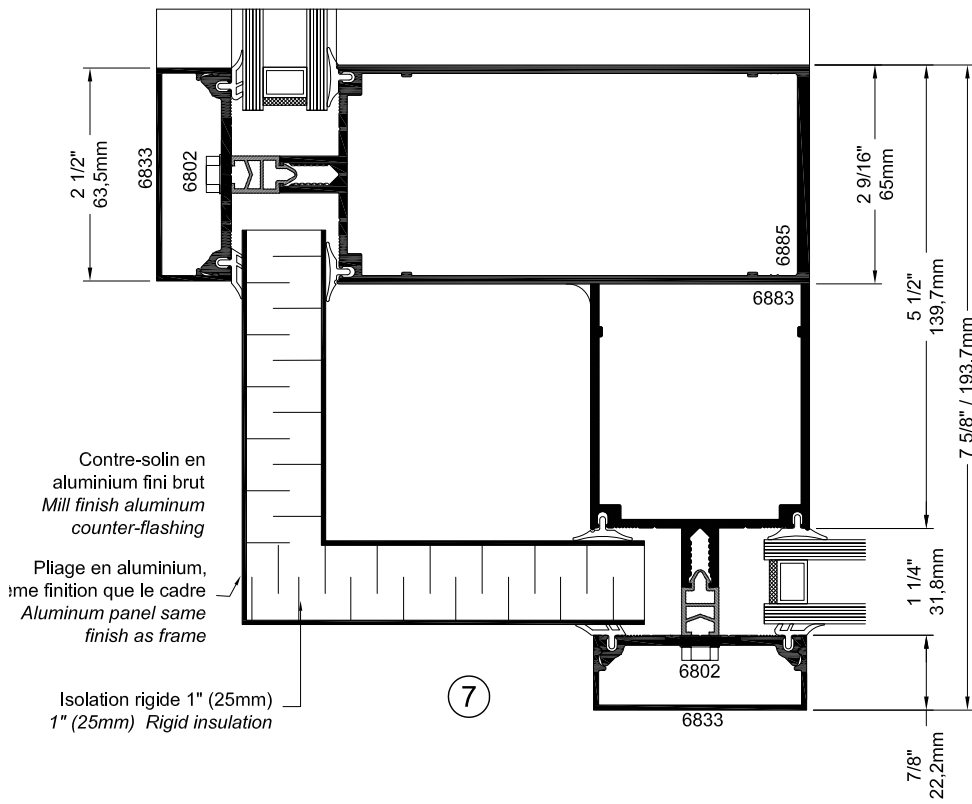 2 1/2"
63,5mm
6833
6802
6885
6883
2 9/16"
65mm
5 1/2"
139,7mm
7 5/8" / 193,7mm
Contre-solin en
aluminium fini brut
Mill finish aluminum
counter-flashing
Pliage en aluminium,
eme finition que le cadre
Aluminum panel same
finish as frame
Isolation rigide 1" (25mm)
1" (25mm) Rigid insulation
7
6802
6833
1 1/4"
31,8mm
7/8"
22,2mm